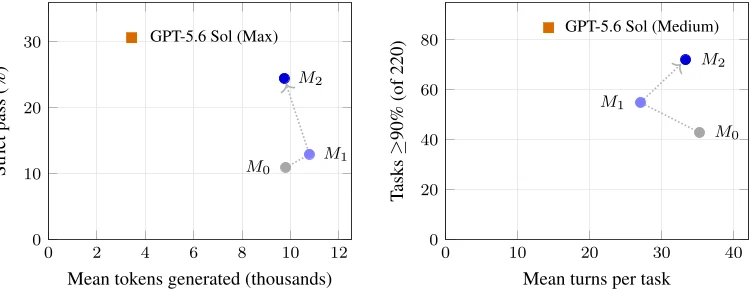 GPT-5.6 Sol (Max)
30
M2
20
M1
M0
10
0
0 2 4 6 8 10 12
Mean tokens generated (thousands)
Strict pass (%)
GPT-5.6 Sol (Medium)
80
M2
60
M1
40
M0
20
0
0 10 20 30 40
Mean turns per task
Tasks ≥90% (of 220)